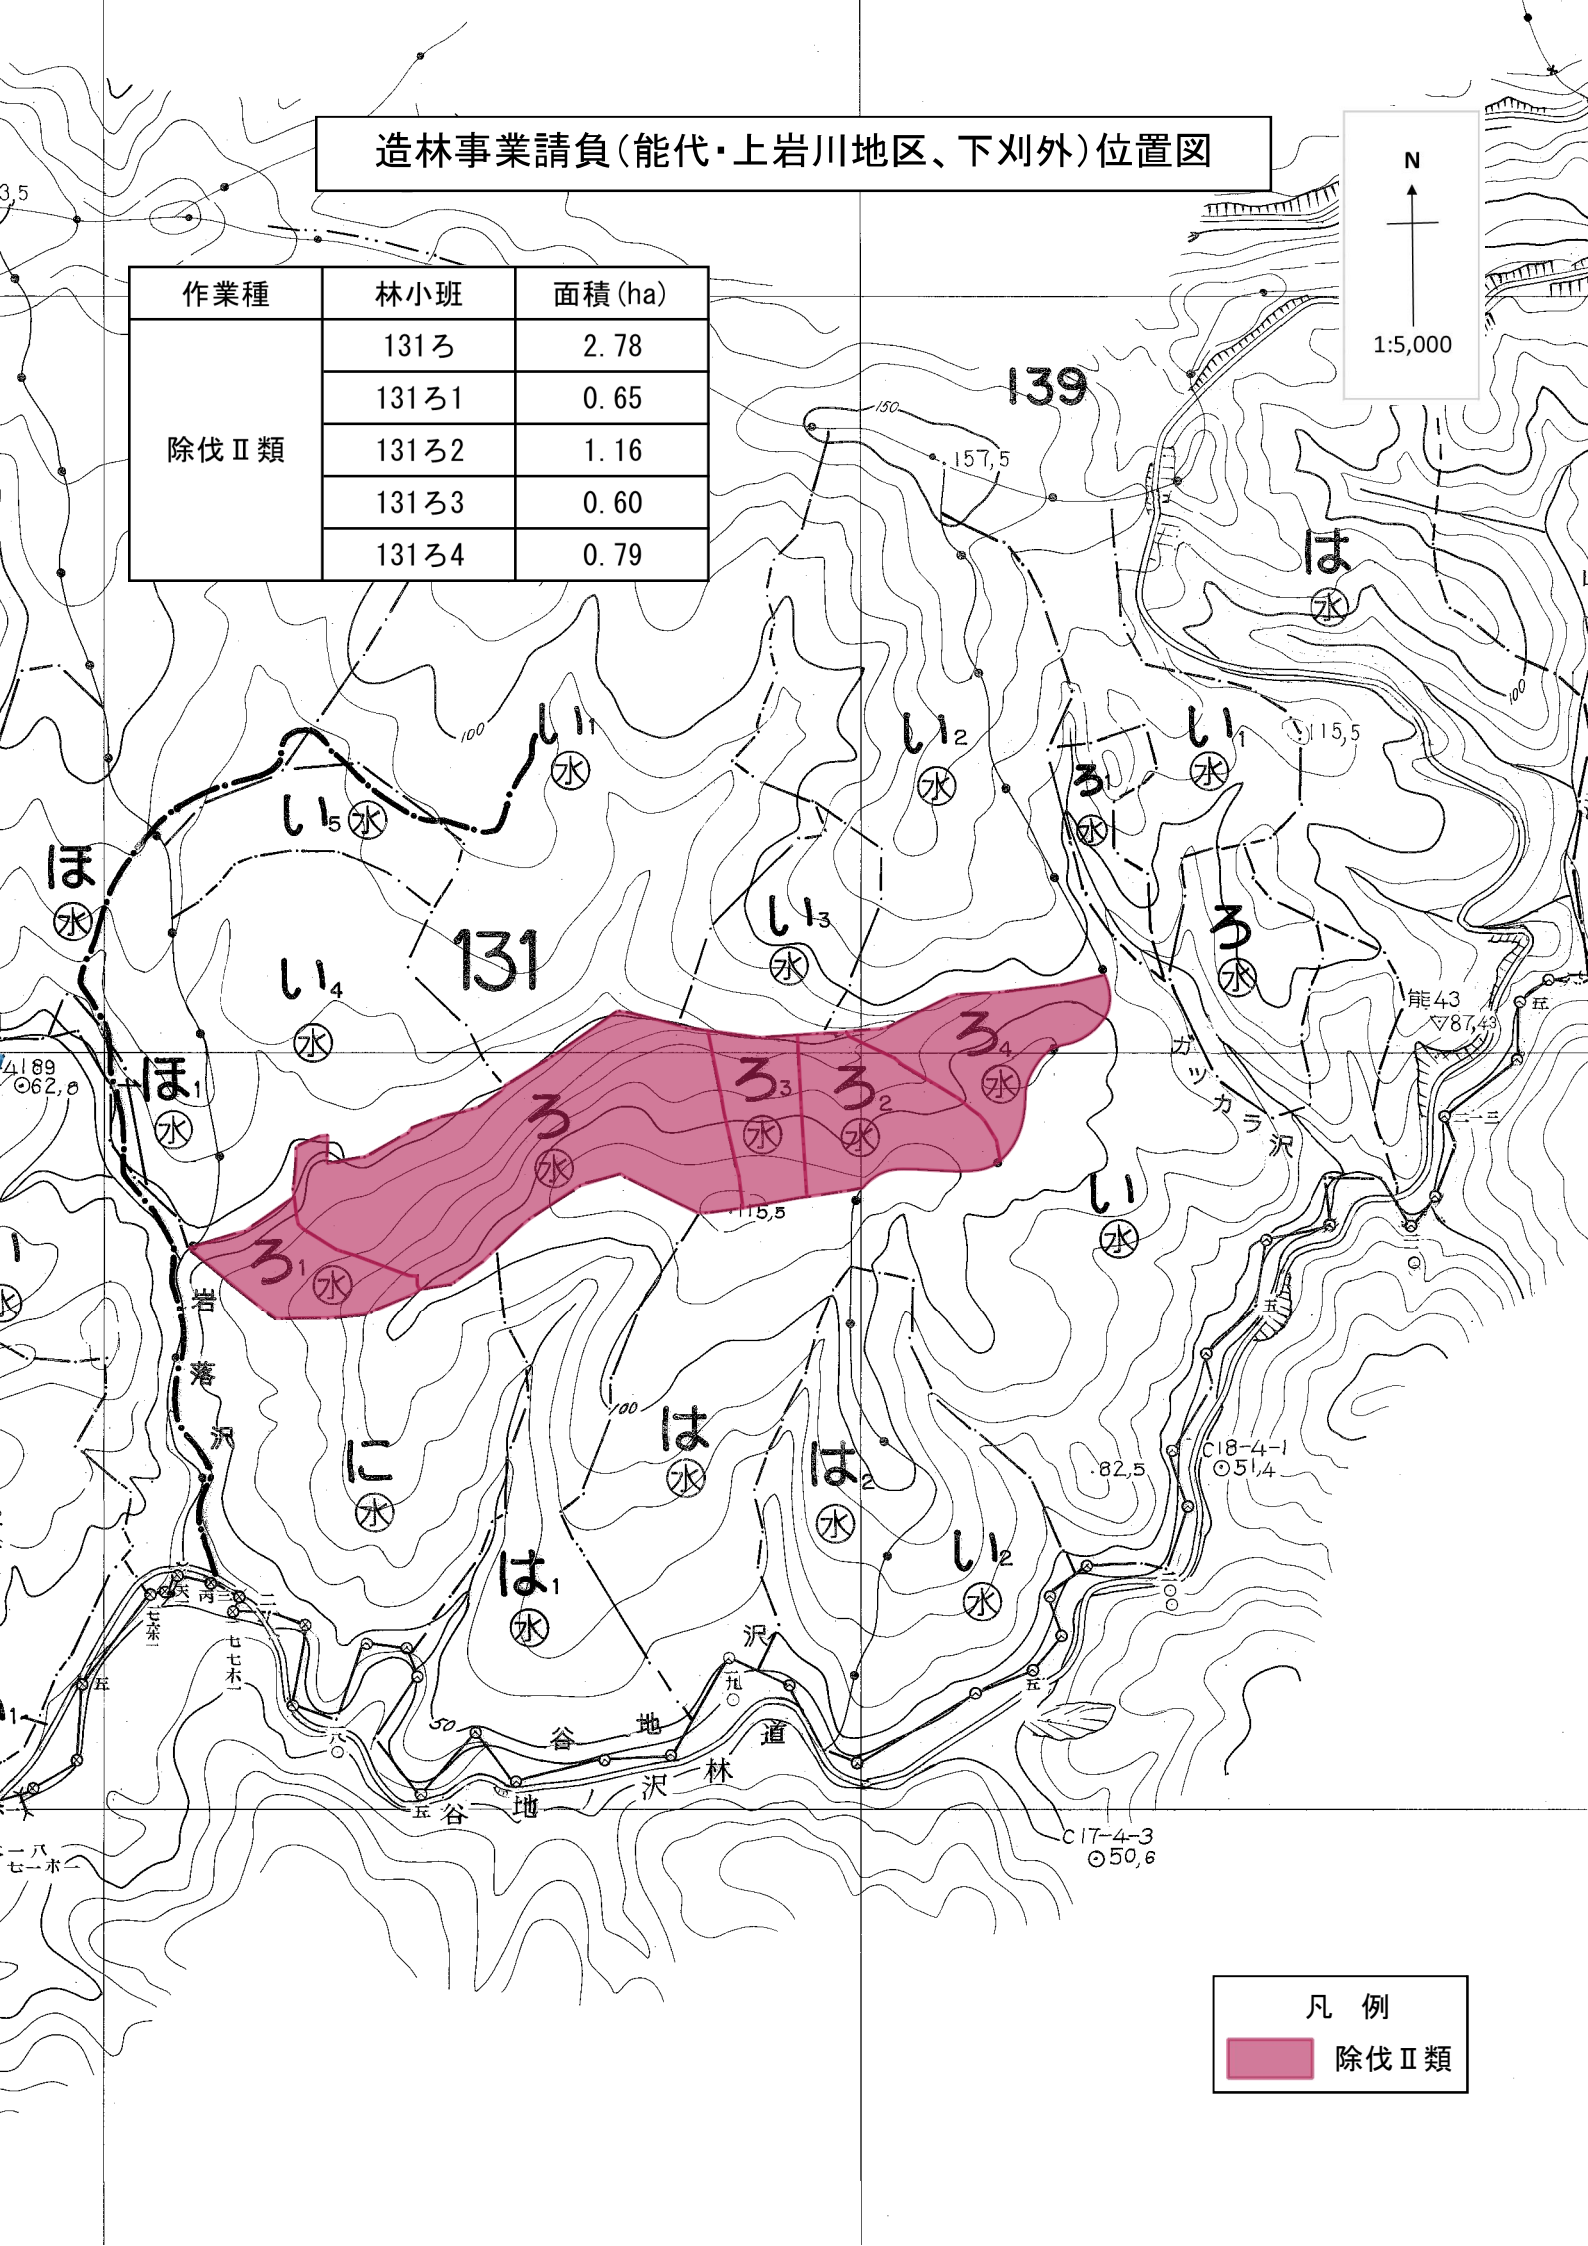 造林事業請負(能代・上岩川地区、下刈外)位置図
N
1:5,000
作業種 林小班 面積(ha)
除伐Ⅱ類
131ろ 2.78
131ろ1 0.65
131ろ2 1.16
131ろ3 0.60
131ろ4 0.79
3,5
139
150
157,5
は
水
100
い1
水
100
い2
水
い1
水
115,5
ろ1
水
い5
水
ほ
水
い3
水
ろ
水
131
い4
水
熊43
▽87,43
五
4189
⊙62,8
ほ1
水
ガツカラ沢
ろ
水
ろ3
水
ろ2
水
ろ4
水
115,5
い
水
ろ1
水
岩落沢
五
100
に
水
は
水
は2
水
82,5
C18-4-1
⊙51,4
は1
水
い2
水
沢
五
50
谷地
五
谷地沢林道
C17-4-3
⊙50,6
凡 例
除伐Ⅱ類